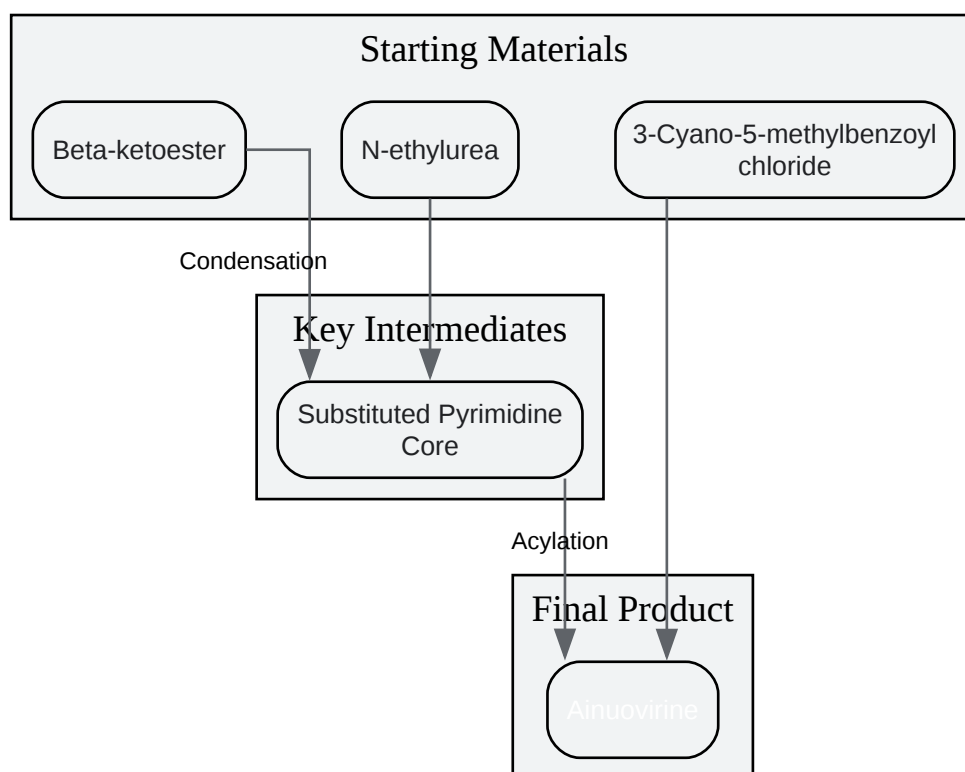 Starting Materials
Beta-ketoester
N-ethylurea
3-Cyano-5-methylbenzoyl
chloride
Condensation
Key Intermediates
Substituted Pyrimidine
Core
Acylation
Final Product
Ainuovirine